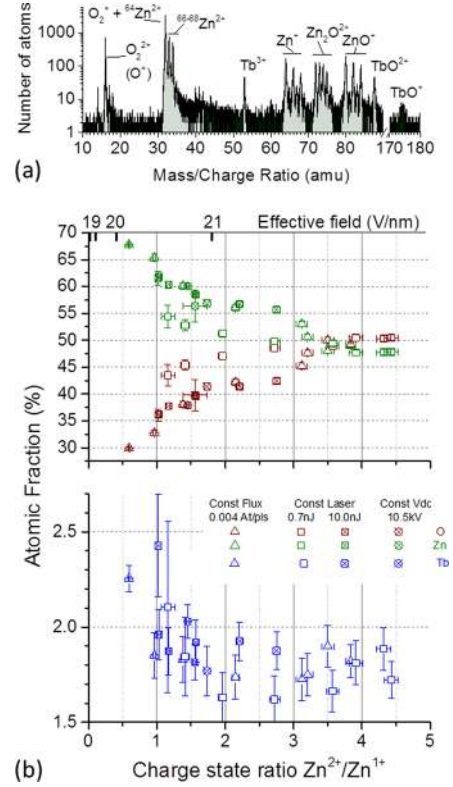 O₂⁺ + ⁶⁴Zn²⁺
⁶⁶⁻⁶⁸Zn²⁺
O₂²⁺
(O⁺)
Tb³⁺
Zn⁺
Zn₂O²⁺
ZnO⁺
TbO²⁺
TbO⁺
Number of atoms
1000
100
10
1
10 20 30 40 50 60 70 80 170 180
Mass/Charge Ratio (amu)
(a)
19 20 21 Effective field (V/nm)
70
65
60
55
50
45
40
35
30
Atomic Fraction (%)
Const Flux Const Laser Const Vdc
0.004 At/pls 0.7nJ 10.0nJ 10.5kV
O
Zn
Tb
2.5
2.0
1.5
0 1 2 3 4 5
Charge state ratio Zn²⁺/Zn¹⁺
(b)